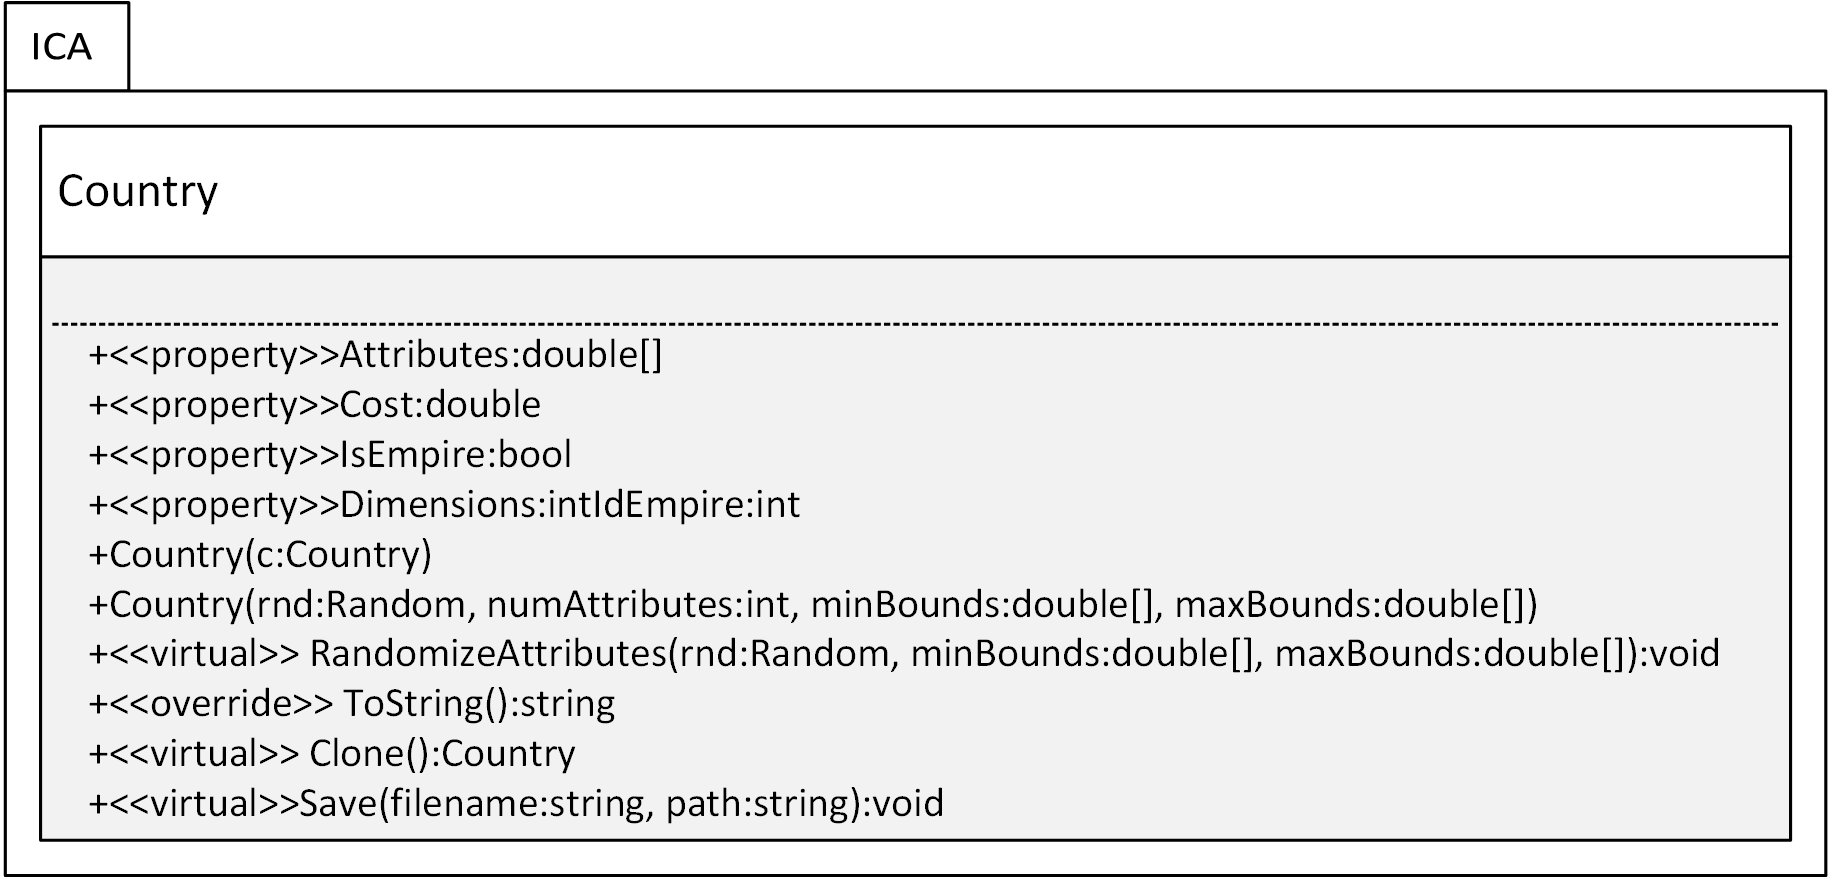 ICA
Country
+<<property>>Attributes:double[]
+<<property>>Cost:double
+<<property>>IsEmpire:bool
+<<property>>Dimensions:intIdEmpire:int
+Country(c:Country)
+Country(rnd:Random, numAttributes:int, minBounds:double[], maxBounds:double[])
+<<virtual>> RandomizeAttributes(rnd:Random, minBounds:double[], maxBounds:double[]):void
+<<override>> ToString():string
+<<virtual>> Clone():Country
+<<virtual>>Save(filename:string, path:string):void